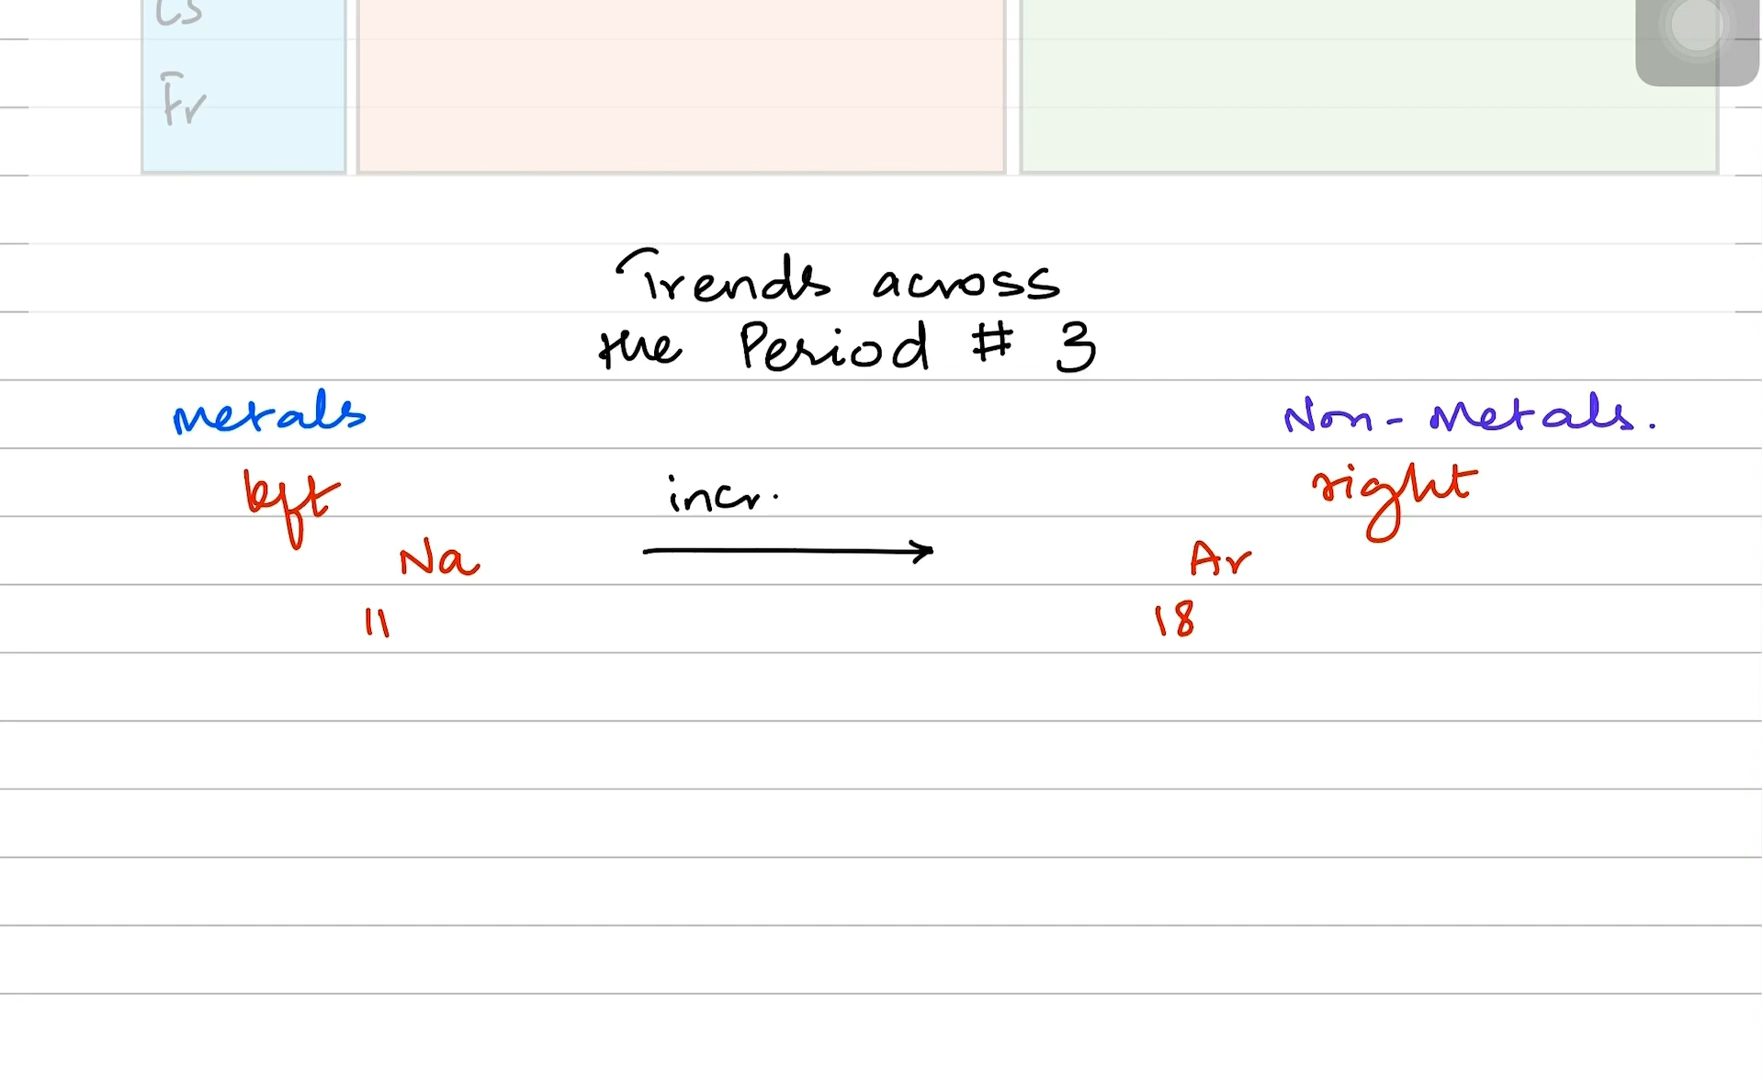 Cs
Fr
Trends across
the Period # 3
Metals Non-Metals.
left incr. right
Na Ar
11 18